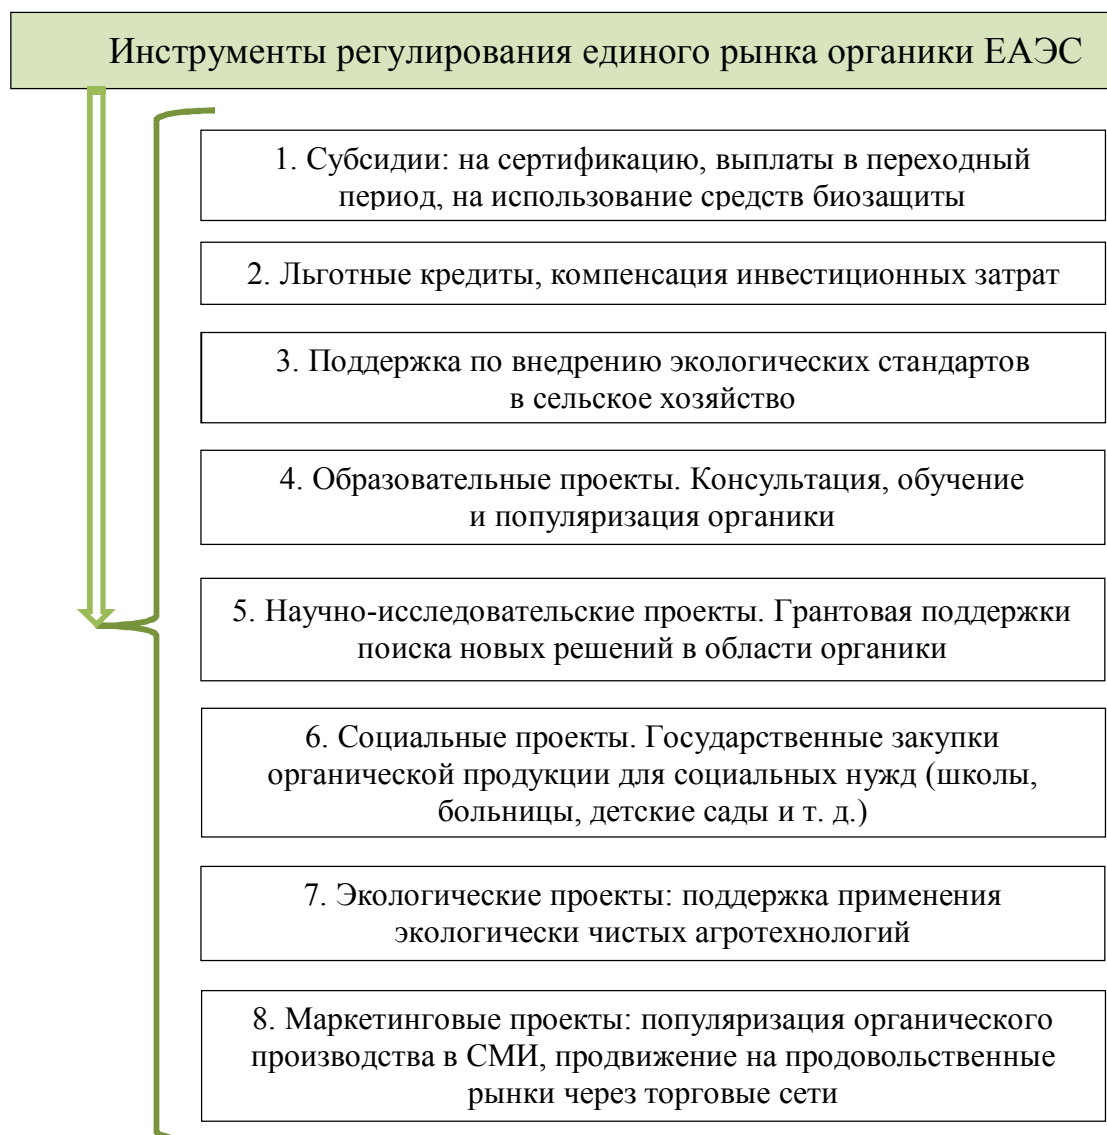 Инструменты регулирования единого рынка органики ЕАЭС
1. Субсидии: на сертификацию, выплаты в переходный
период, на использование средств биозащиты
2. Льготные кредиты, компенсация инвестиционных затрат
3. Поддержка по внедрению экологических стандартов
в сельское хозяйство
4. Образовательные проекты. Консультация, обучение
и популяризация органики
5. Научно-исследовательские проекты. Грантовая поддержки
поиска новых решений в области органики
6. Социальные проекты. Государственные закупки
органической продукции для социальных нужд (школы,
больницы, детские сады и т. д.)
7. Экологические проекты: поддержка применения
экологически чистых агротехнологий
8. Маркетинговые проекты: популяризация органического
производства в СМИ, продвижение на продовольственные
рынки через торговые сети